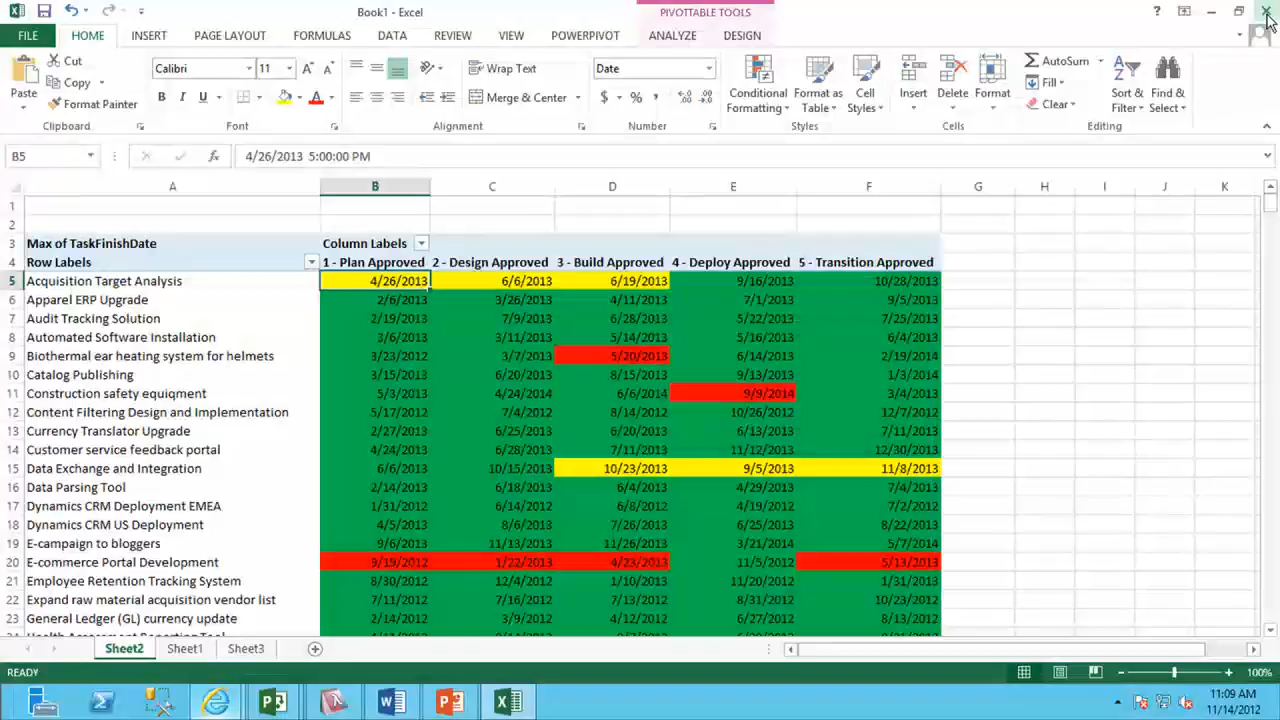 Book1 - Excel
PIVOTTABLE TOOLS
?
FILE HOME INSERT PAGE LAYOUT FORMULAS DATA REVIEW VIEW POWERPIVOT ANALYZE DESIGN
Cut
Copy
Format Painter
Paste
Calibri 11
B I U
Wrap Text
Merge & Center
Date
$ % ,
Conditional Formatting
Format as Table
Cell Styles
Insert
Delete
Format
AutoSum
Fill
Clear
Sort & Filter
Find & Select
Clipboard Font Alignment Number Styles Cells Editing
B5 fx 4/26/2013 5:00:00 PM
A B C D E F G H I J K
1
2
3 Max of TaskFinishDate Column Labels
4 Row Labels 1 - Plan Approved 2 - Design Approved 3 - Build Approved 4 - Deploy Approved 5 - Transition Approved
5 Acquisition Target Analysis 4/26/2013 6/6/2013 6/19/2013 9/16/2013 10/28/2013
6 Apparel ERP Upgrade 2/6/2013 3/26/2013 4/11/2013 7/1/2013 9/5/2013
7 Audit Tracking Solution 2/19/2013 7/9/2013 6/28/2013 5/22/2013 7/25/2013
8 Automated Software Installation 3/6/2013 3/11/2013 5/14/2013 5/16/2013 6/4/2013
9 Biothermal ear heating system for helmets 3/23/2012 3/7/2013 5/20/2013 6/14/2013 2/19/2014
10 Catalog Publishing 3/15/2013 6/20/2013 8/15/2013 9/13/2013 1/3/2014
11 Construction safety equiqment 5/3/2013 4/24/2014 6/6/2014 9/9/2014 3/4/2013
12 Content Filtering Design and Implementation 5/17/2012 7/4/2012 8/14/2012 10/26/2012 12/7/2012
13 Currency Translator Upgrade 2/27/2013 6/25/2013 6/20/2013 6/13/2013 7/11/2013
14 Customer service feedback portal 4/24/2013 6/28/2013 7/11/2013 11/12/2013 12/30/2013
15 Data Exchange and Integration 6/6/2013 10/15/2013 10/23/2013 9/5/2013 11/8/2013
16 Data Parsing Tool 2/14/2013 6/18/2013 6/4/2013 4/29/2013 7/4/2013
17 Dynamics CRM Deployment EMEA 1/31/2012 6/14/2012 6/8/2012 4/19/2012 7/2/2012
18 Dynamics CRM US Deployment 4/5/2013 8/6/2013 7/26/2013 6/25/2013 8/22/2013
19 E-campaign to bloggers 9/6/2013 11/13/2013 11/26/2013 3/21/2014 5/7/2014
20 E-commerce Portal Development 9/19/2012 1/22/2013 4/23/2013 11/5/2012 5/13/2013
21 Employee Retention Tracking System 8/30/2012 12/4/2012 1/10/2013 11/20/2012 1/31/2013
22 Expand raw material acquisition vendor list 7/11/2012 7/16/2012 7/13/2012 8/31/2012 10/23/2012
23 General Ledger (GL) currency update 2/14/2012 3/9/2012 4/12/2012 6/27/2012 8/13/2012
Sheet2 Sheet1 Sheet3
READY 100%
11:09 AM
11/14/2012